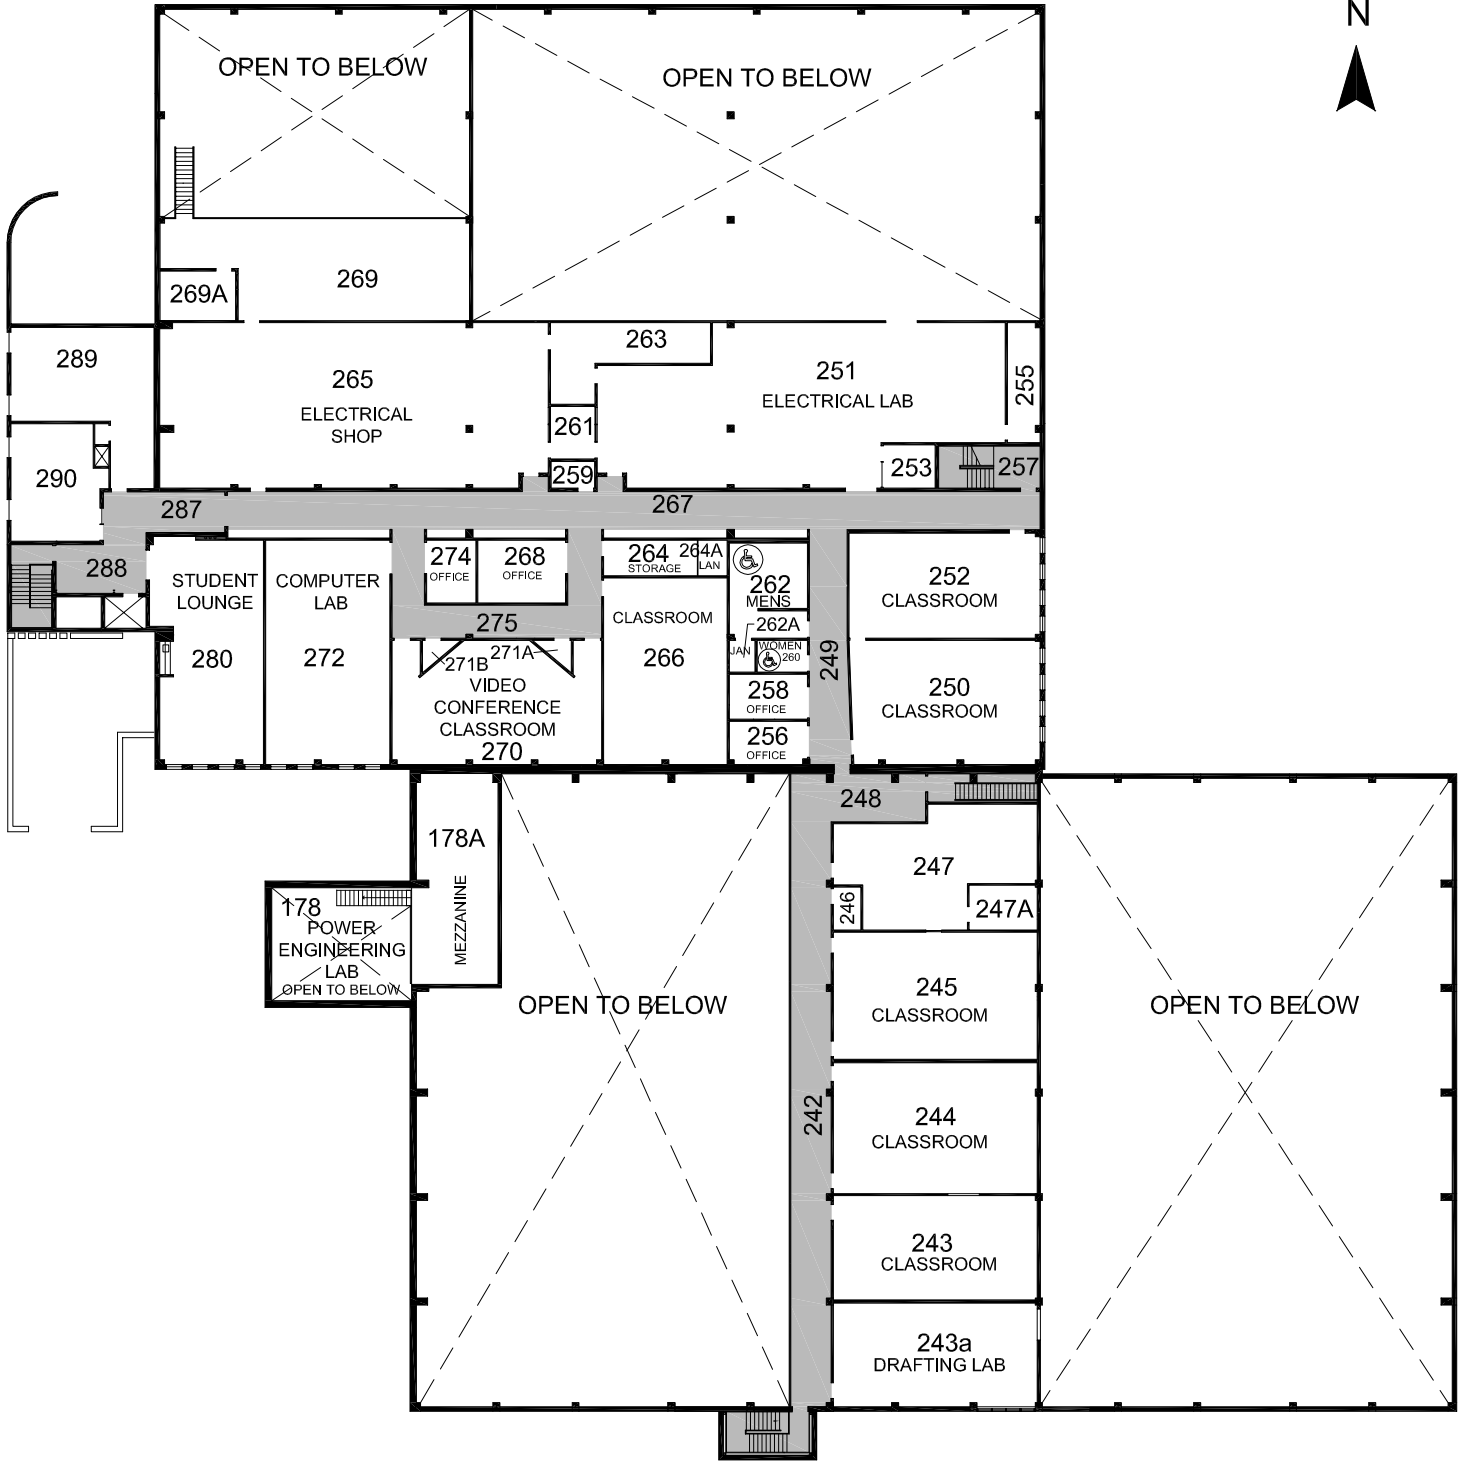 N
OPEN TO BELOW
OPEN TO BELOW
269
269A
289
265
ELECTRICAL
SHOP
263
251
ELECTRICAL LAB
255
261
290
259
253
257
287
267
288
STUDENT
LOUNGE
280
COMPUTER
LAB
272
274
OFFICE
268
OFFICE
275
264
STORAGE
264A
LAN
262
MENS
262A
JAN
WOMEN
260
CLASSROOM
266
271B
271A
VIDEO
CONFERENCE
CLASSROOM
270
258
OFFICE
256
OFFICE
249
252
CLASSROOM
250
CLASSROOM
248
178A
MEZZANINE
178
POWER
ENGINEERING
LAB
OPEN TO BELOW
247
246
247A
OPEN TO BELOW
245
CLASSROOM
OPEN TO BELOW
242
244
CLASSROOM
243
CLASSROOM
243a
DRAFTING LAB